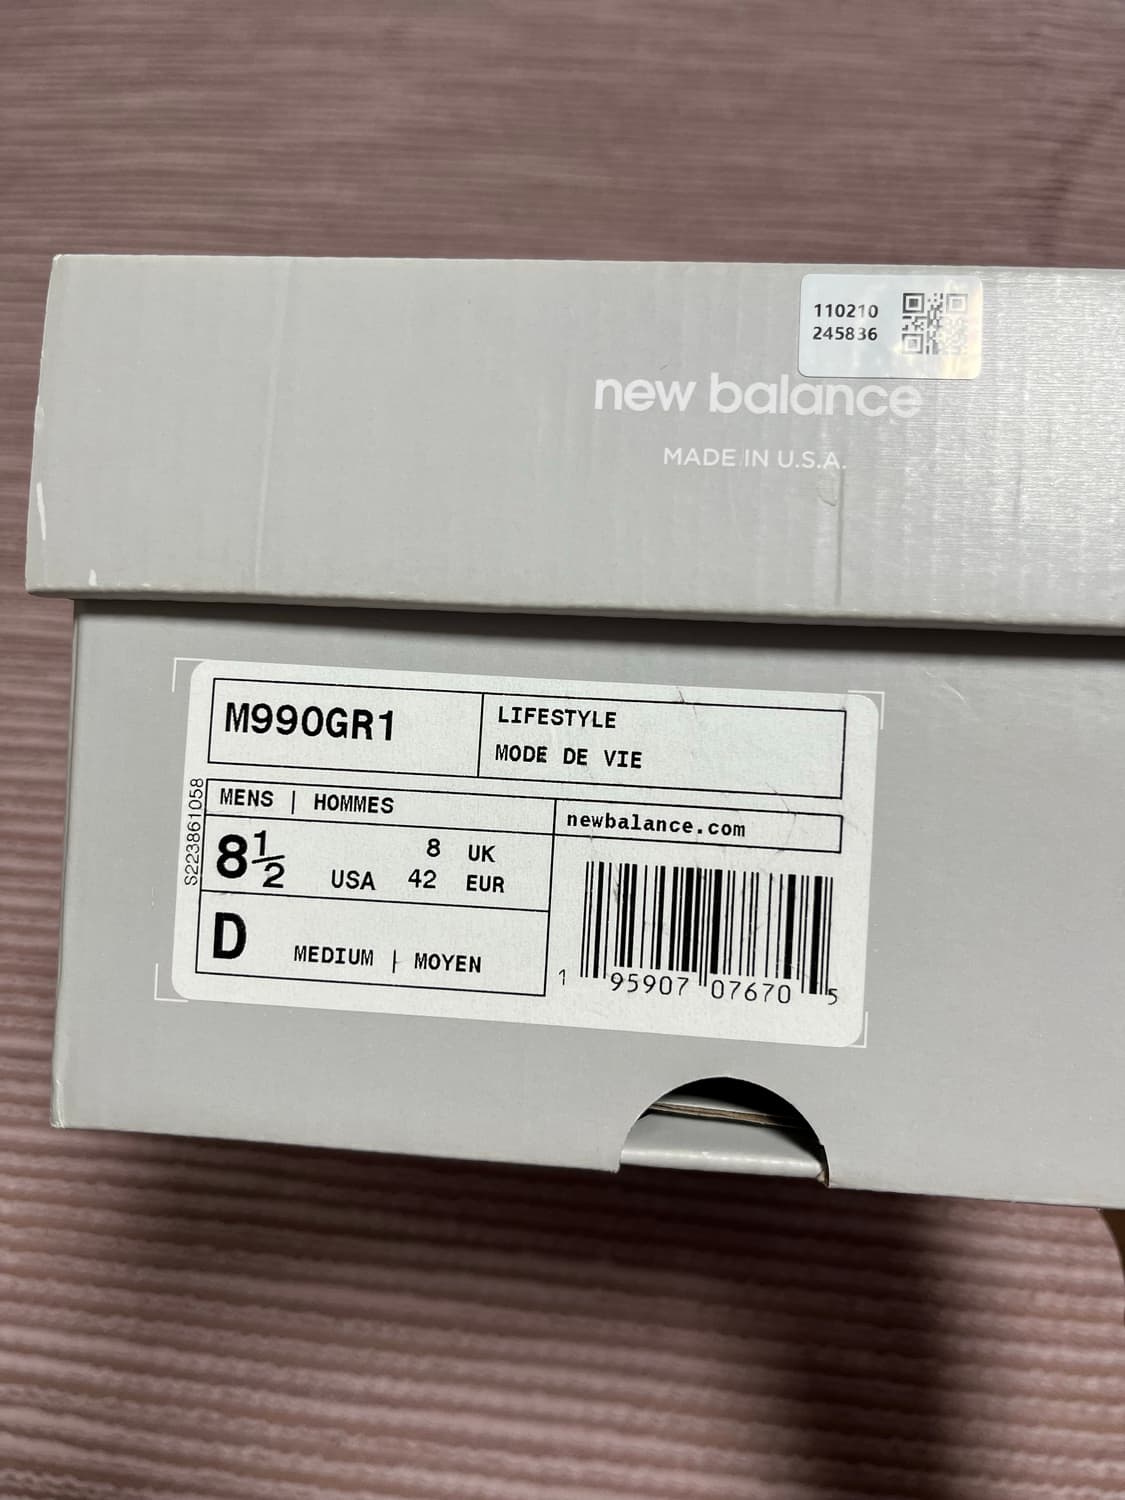 110210
245836
new balance
MADE IN U.S.A.
M990GR1
LIFESTYLE
MODE DE VIE
S223861058
MENS | HOMMES
newbalance.com
8½ USA
8 UK
42 EUR
D MEDIUM | MOYEN
1 95907 07670 5